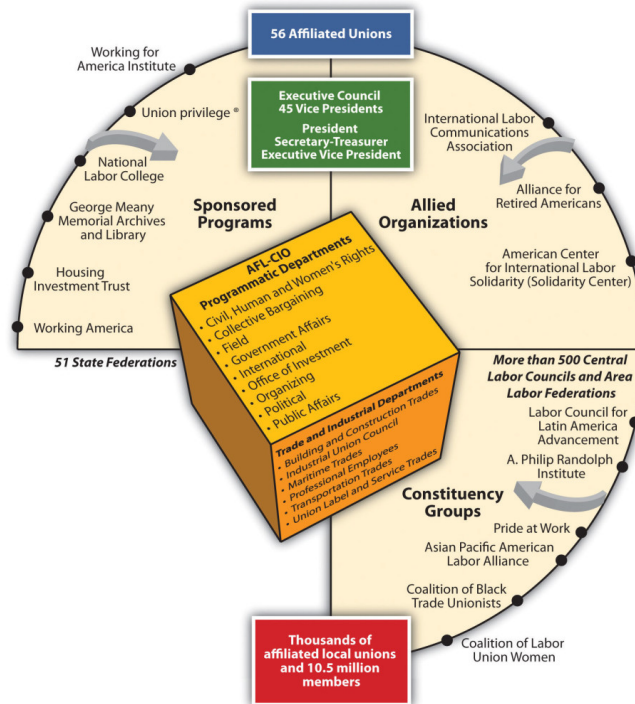 56 Affiliated Unions
Executive Council
45 Vice Presidents
President
Secretary-Treasurer
Executive Vice President
Working for
America Institute
Union privilege ®
National
Labor College
George Meany
Memorial Archives
and Library
Housing
Investment Trust
Working America
Sponsored
Programs
51 State Federations
International Labor
Communications
Association
Alliance for
Retired Americans
American Center
for International Labor
Solidarity (Solidarity Center)
Allied
Organizations
AFL-CIO
Programmatic Departments
• Civil, Human and Women's Rights
• Collective Bargaining
• Field
• Government Affairs
• International
• Office of Investment
• Organizing
• Political
• Public Affairs
Trade and Industrial Departments
• Building and Construction Trades
• Industrial Union Council
• Maritime Trades
• Professional Employees
• Transportation Trades
• Union Label and Service Trades
More than 500 Central
Labor Councils and Area
Labor Federations
Labor Council for
Latin America
Advancement
A. Philip Randolph
Institute
Constituency
Groups
Pride at Work
Asian Pacific American
Labor Alliance
Coalition of Black
Trade Unionists
Coalition of Labor
Union Women
Thousands of
affiliated local unions
and 10.5 million
members